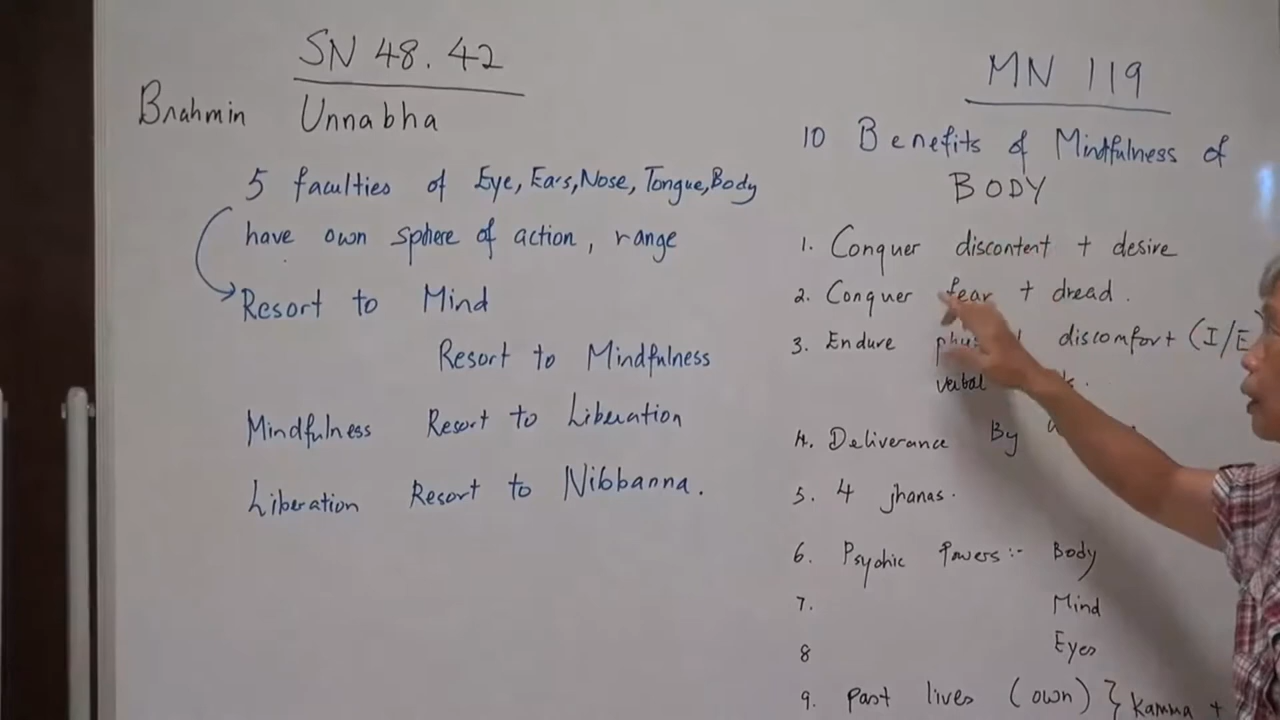 SN 48.42
Brahmin Unnabha
5 faculties of Eye, Ears, Nose, Tongue, Body
have own sphere of action, range
Resort to Mind
Resort to Mindfulness
Mindfulness Resort to Liberation
Liberation Resort to Nibbanna.
MN 119
10 Benefits of Mindfulness of
BODY
1. Conquer discontent + desire
2. Conquer fear + dread.
3. Endure discomfort (I/E)
verbal
4. Deliverance By
5. 4 jhanas.
6. Psychic Powers:- Body
7. Mind
8 Eyes
9. Past lives (own) } Kamma +